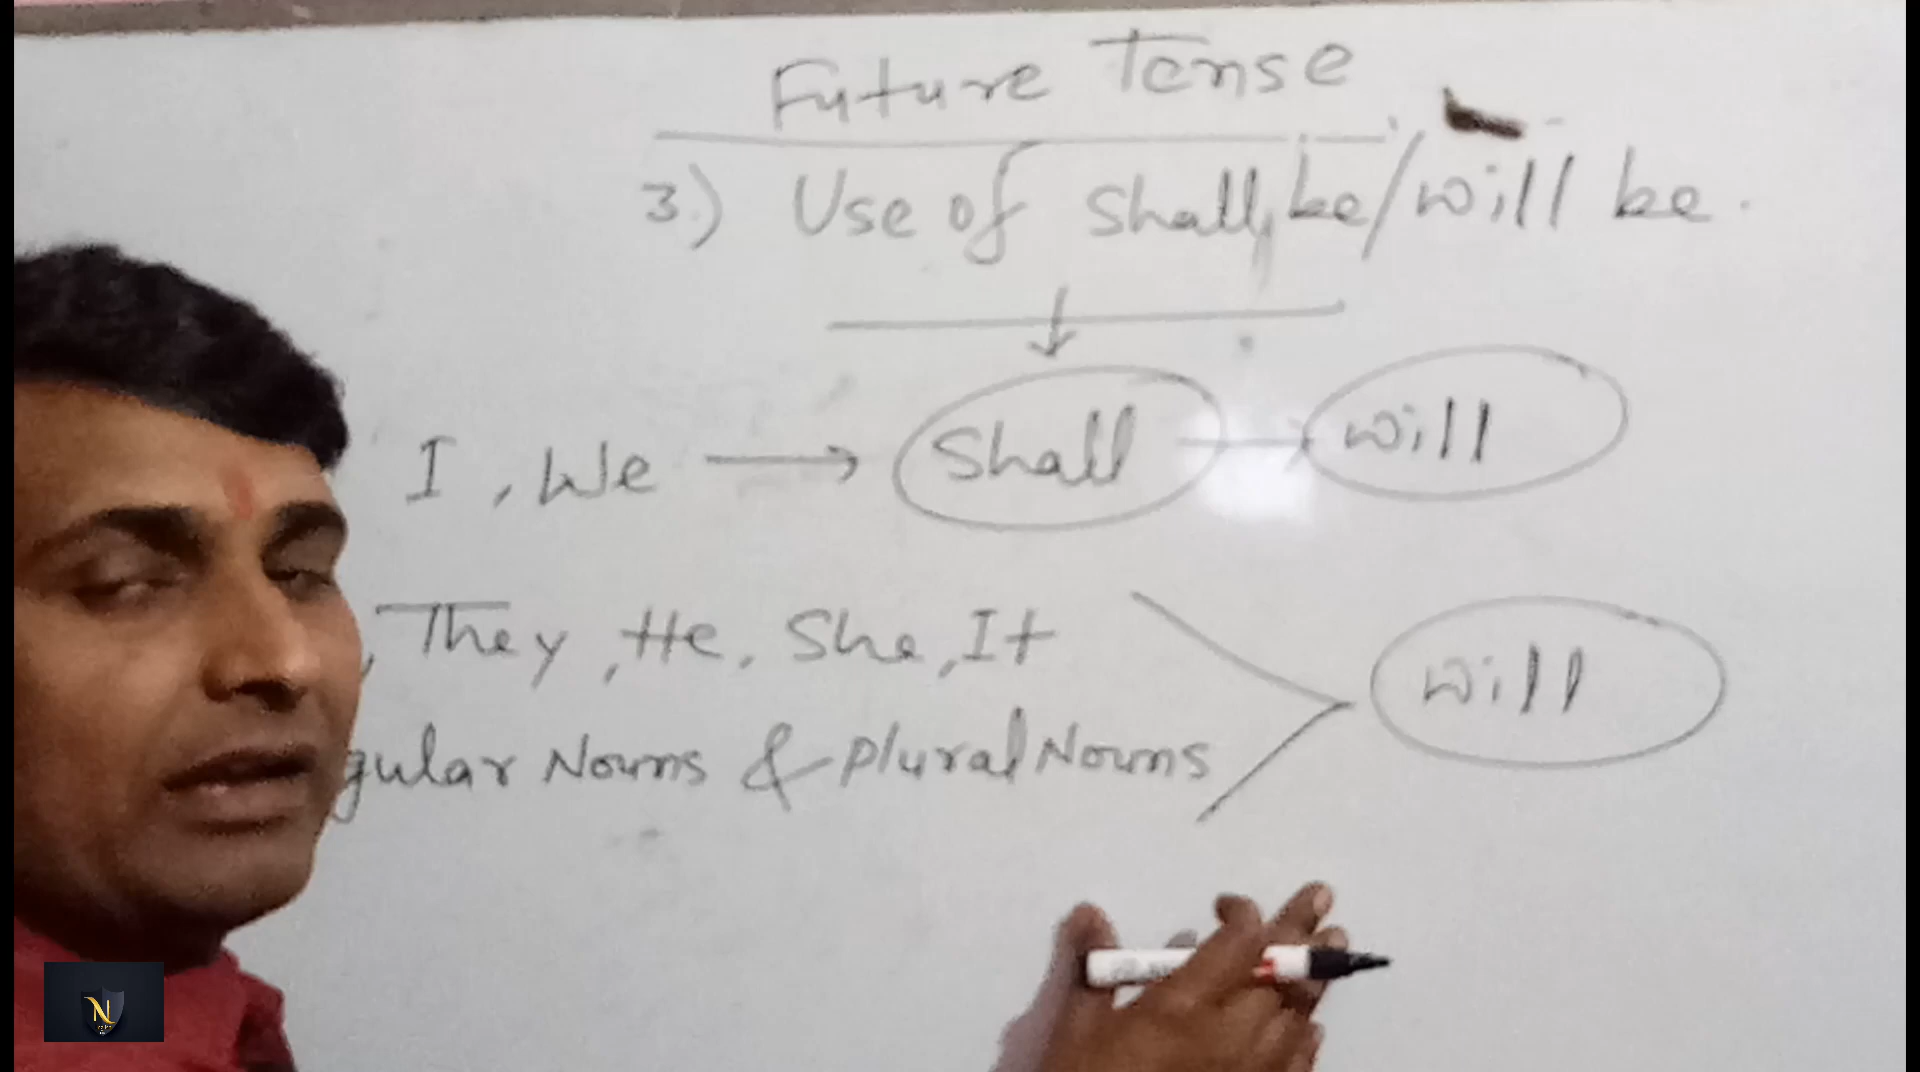 Future Tense
3.) Use of Shall, be/will be.
I, We → Shall → will
, They, He, She, It
will
gular Nouns & Plural Nouns
N